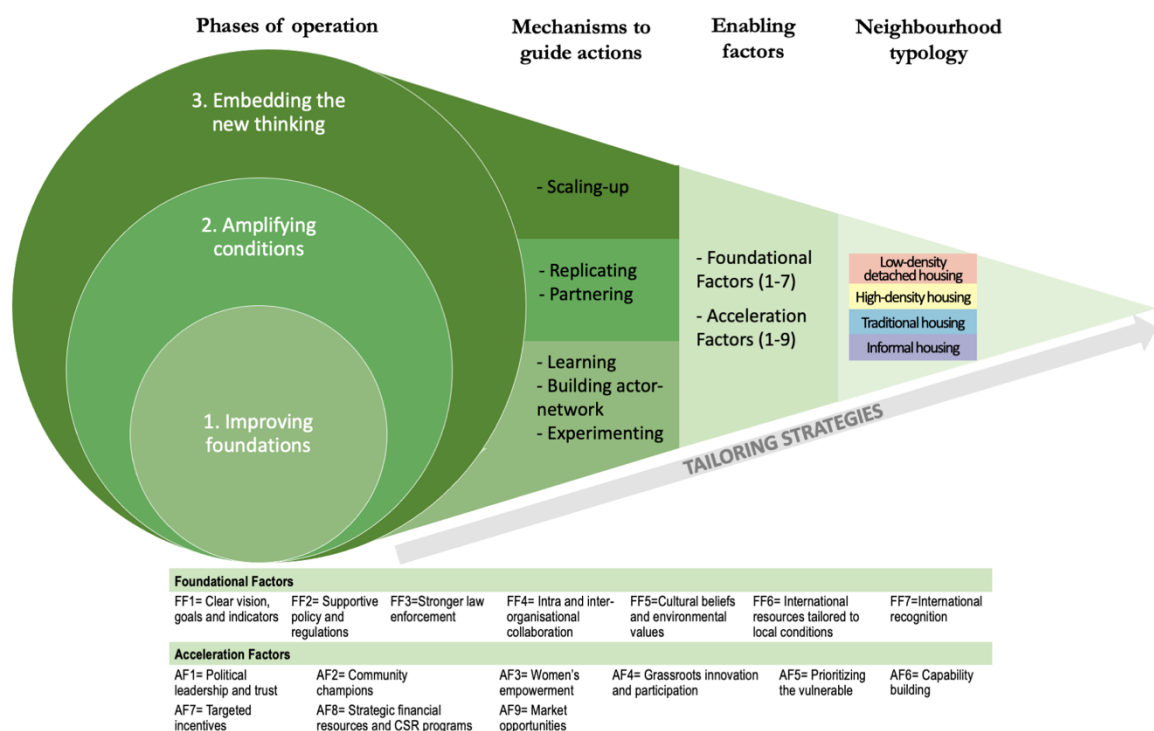 Phases of operation
Mechanisms to
guide actions
Enabling
factors
Neighbourhood
typology
3. Embedding the
new thinking
2. Amplifying
conditions
1. Improving
foundations
- Scaling-up
- Replicating
- Partnering
- Learning
- Building actor-
network
- Experimenting
- Foundational
Factors (1-7)
- Acceleration
Factors (1-9)
Low-density
detached housing
High-density housing
Traditional housing
Informal housing
TAILORING STRATEGIES
Foundational Factors
FF1= Clear vision,
goals and indicators
FF2= Supportive
policy and
regulations
FF3=Stronger law
enforcement
FF4= Intra and inter-
organisational
collaboration
FF5=Cultural beliefs
and environmental
values
FF6= International
resources tailored to
local conditions
FF7=International
recognition
Acceleration Factors
AF1= Political
leadership and trust
AF2= Community
champions
AF3= Women's
empowerment
AF4= Grassroots innovation
and participation
AF5= Prioritizing
the vulnerable
AF6= Capability
building
AF7= Targeted
incentives
AF8= Strategic financial
resources and CSR programs
AF9= Market
opportunities